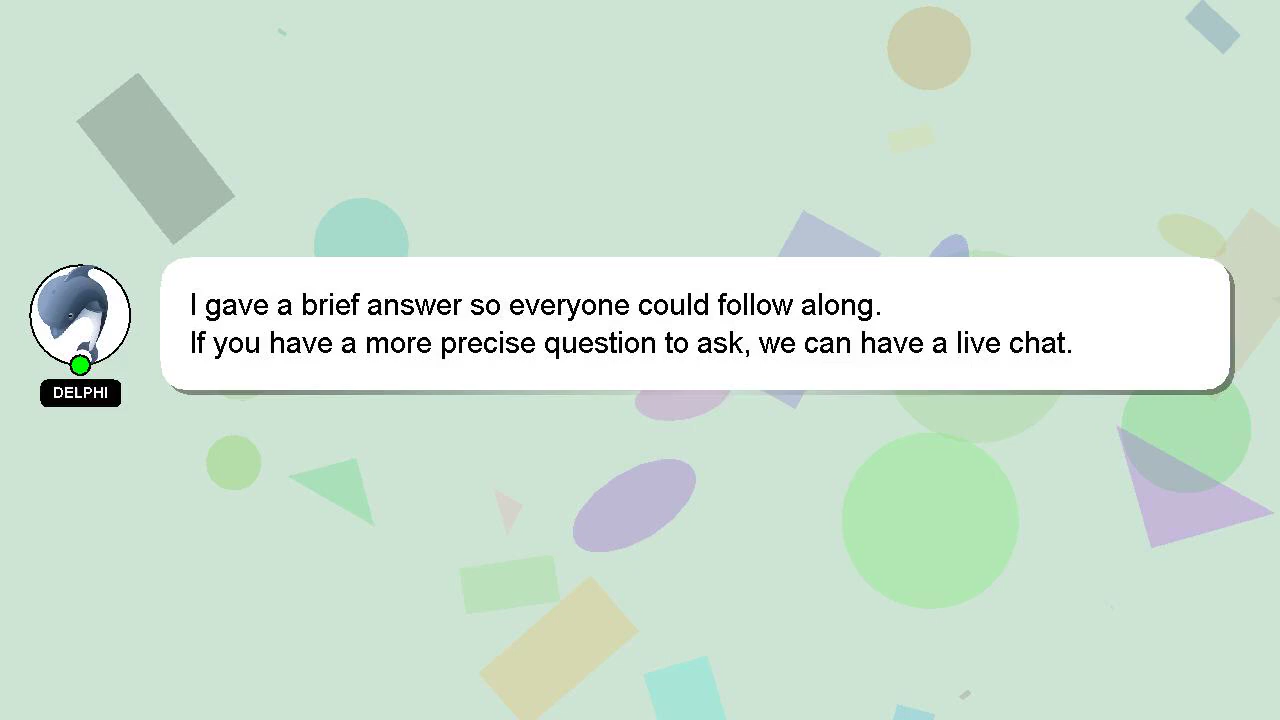 I gave a brief answer so everyone could follow along.
If you have a more precise question to ask, we can have a live chat.
DELPHI